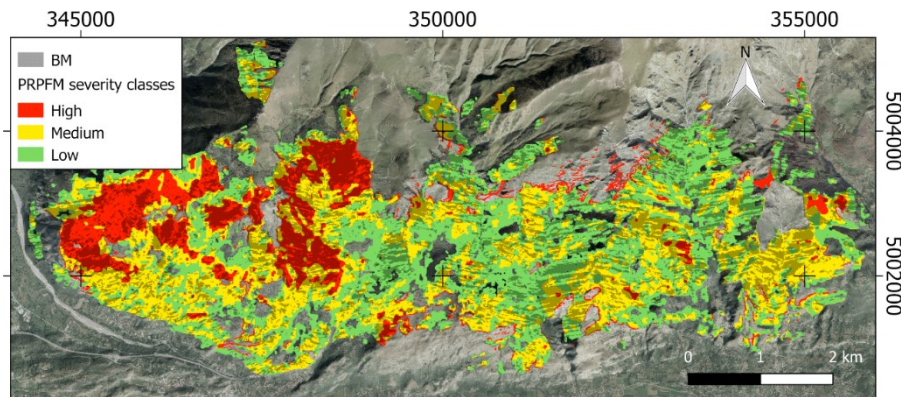 345000 350000 355000
BM
PRPFM severity classes
High
Medium
Low
N
5004000
5002000
0 1 2 km